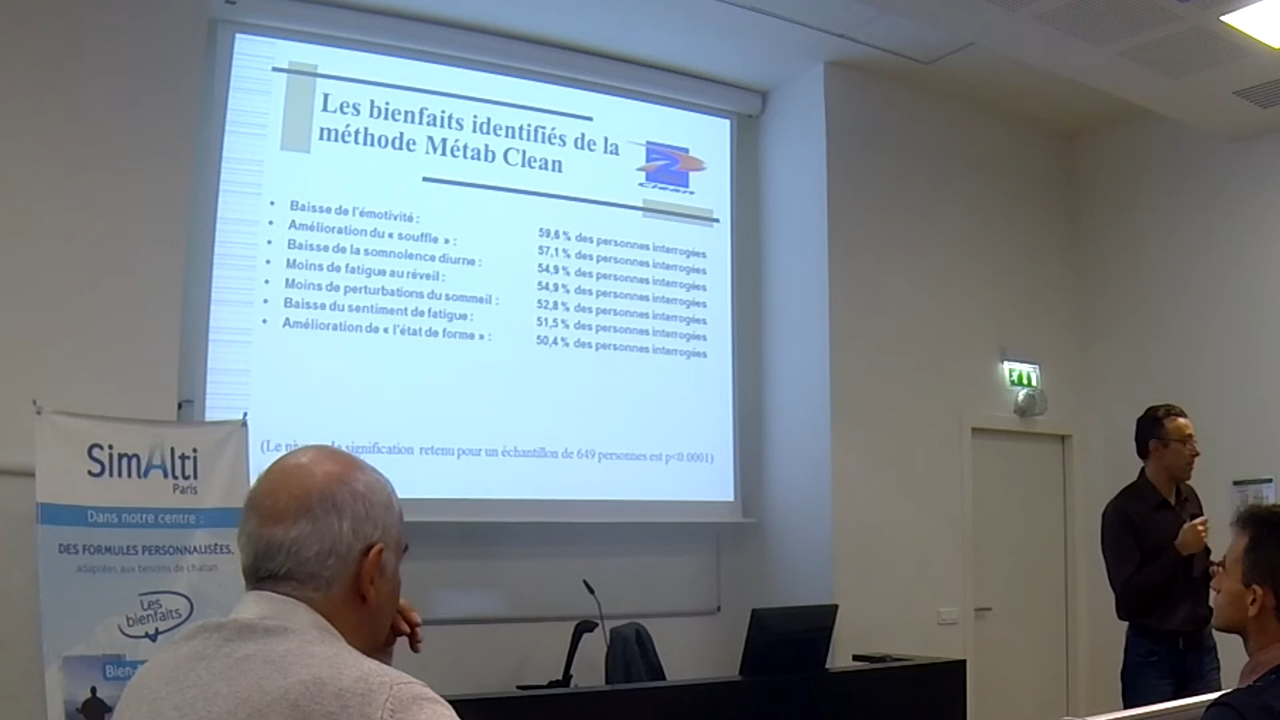 Les bienfaits identifiés de la
méthode Métab Clean
2
Clean
• Baisse de l'émotivité : 59,6 % des personnes interrogées
• Amélioration du « souffle » : 57,1 % des personnes interrogées
• Baisse de la somnolence diurne : 54,9 % des personnes interrogées
• Moins de fatigue au réveil : 54,9 % des personnes interrogées
• Moins de perturbations du sommeil : 52,8 % des personnes interrogées
• Baisse du sentiment de fatigue : 51,5 % des personnes interrogées
• Amélioration de « l'état de forme » : 50,4 % des personnes interrogées
(Le signification retenu pour un échantillon de 649 personnes est p<0.0001)
SimAlti
Paris
Dans notre centre :
DES FORMULES PERSONNALISÉES,
adaptées aux besoins de chacun
Les
bienfaits
Bien-